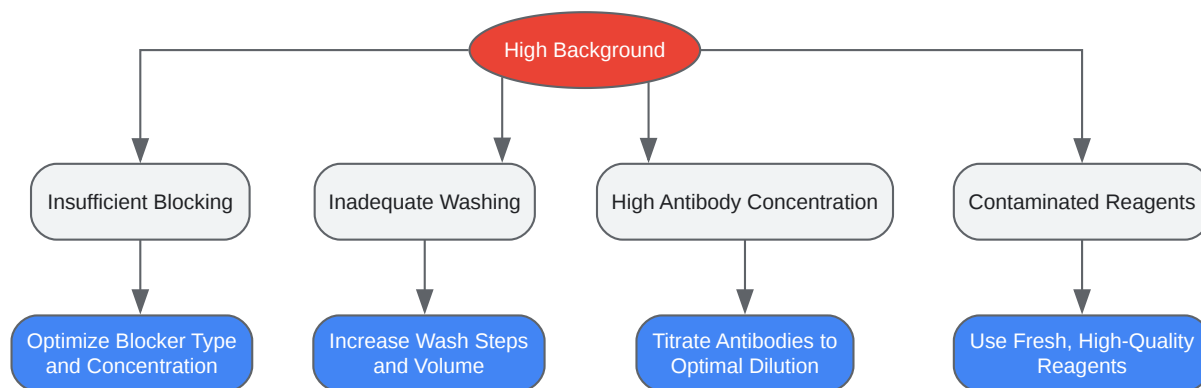 High Background
Insufficient Blocking
Inadequate Washing
High Antibody Concentration
Contaminated Reagents
Optimize Blocker Type
and Concentration
Increase Wash Steps
and Volume
Titrate Antibodies to
Optimal Dilution
Use Fresh, High-Quality
Reagents